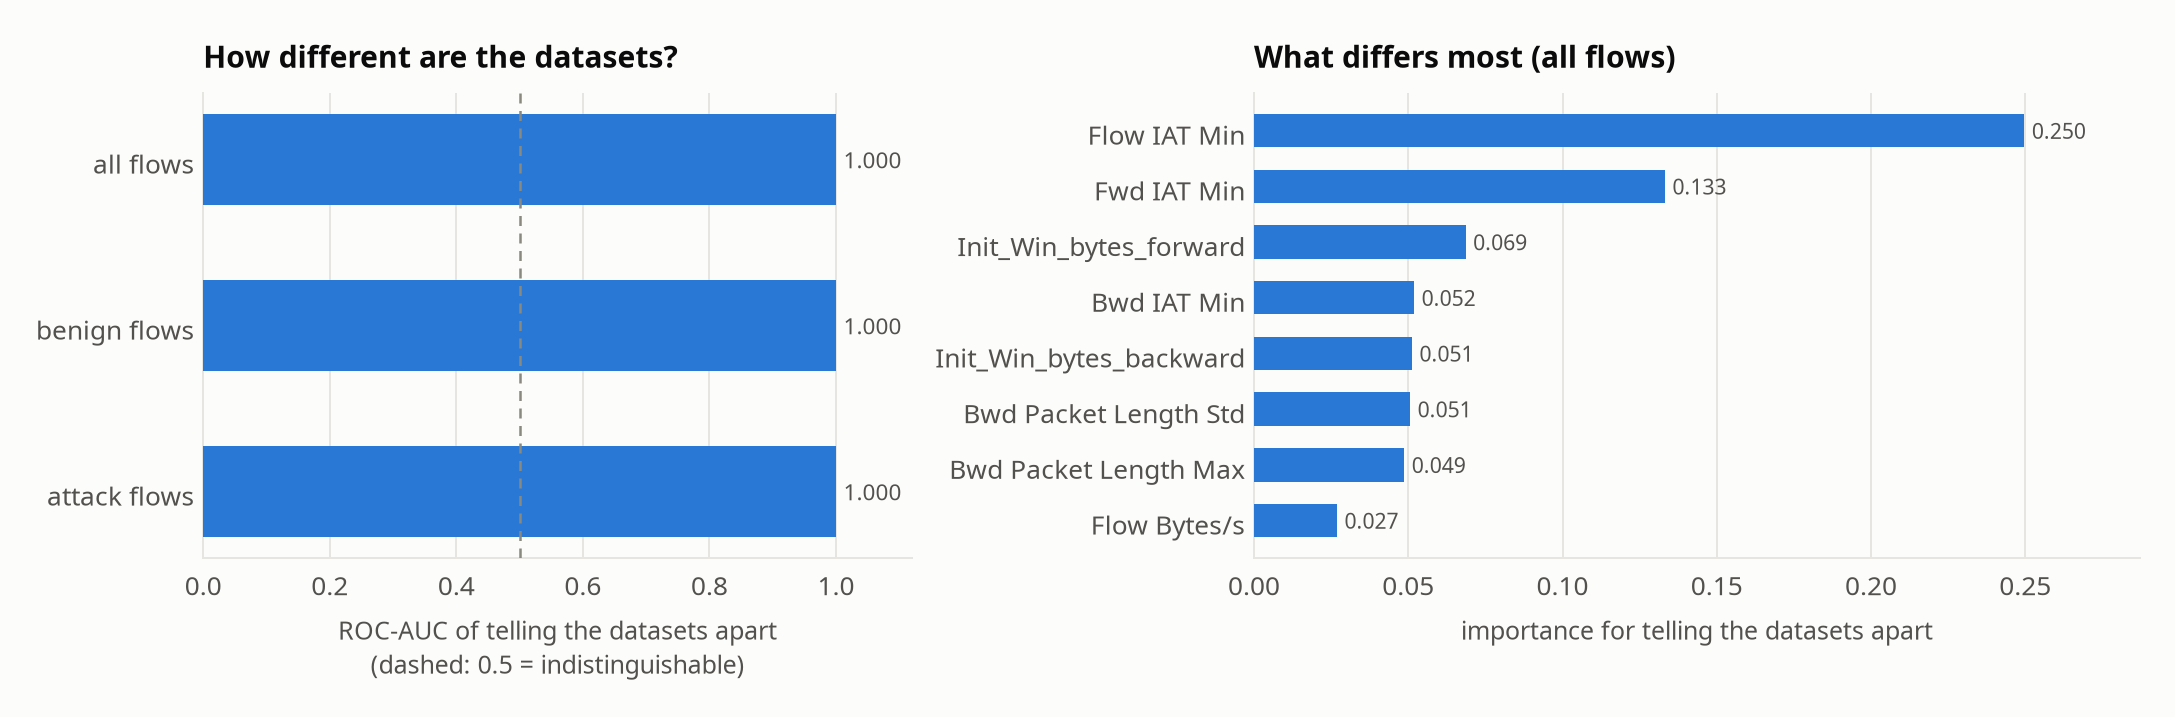 How different are the datasets?
all flows
1.000
benign flows
1.000
attack flows
1.000
0.0 0.2 0.4 0.6 0.8 1.0
ROC-AUC of telling the datasets apart
(dashed: 0.5 = indistinguishable)
What differs most (all flows)
Flow IAT Min 0.250
Fwd IAT Min 0.133
Init_Win_bytes_forward 0.069
Bwd IAT Min 0.052
Init_Win_bytes_backward 0.051
Bwd Packet Length Std 0.051
Bwd Packet Length Max 0.049
Flow Bytes/s 0.027
0.00 0.05 0.10 0.15 0.20 0.25
importance for telling the datasets apart